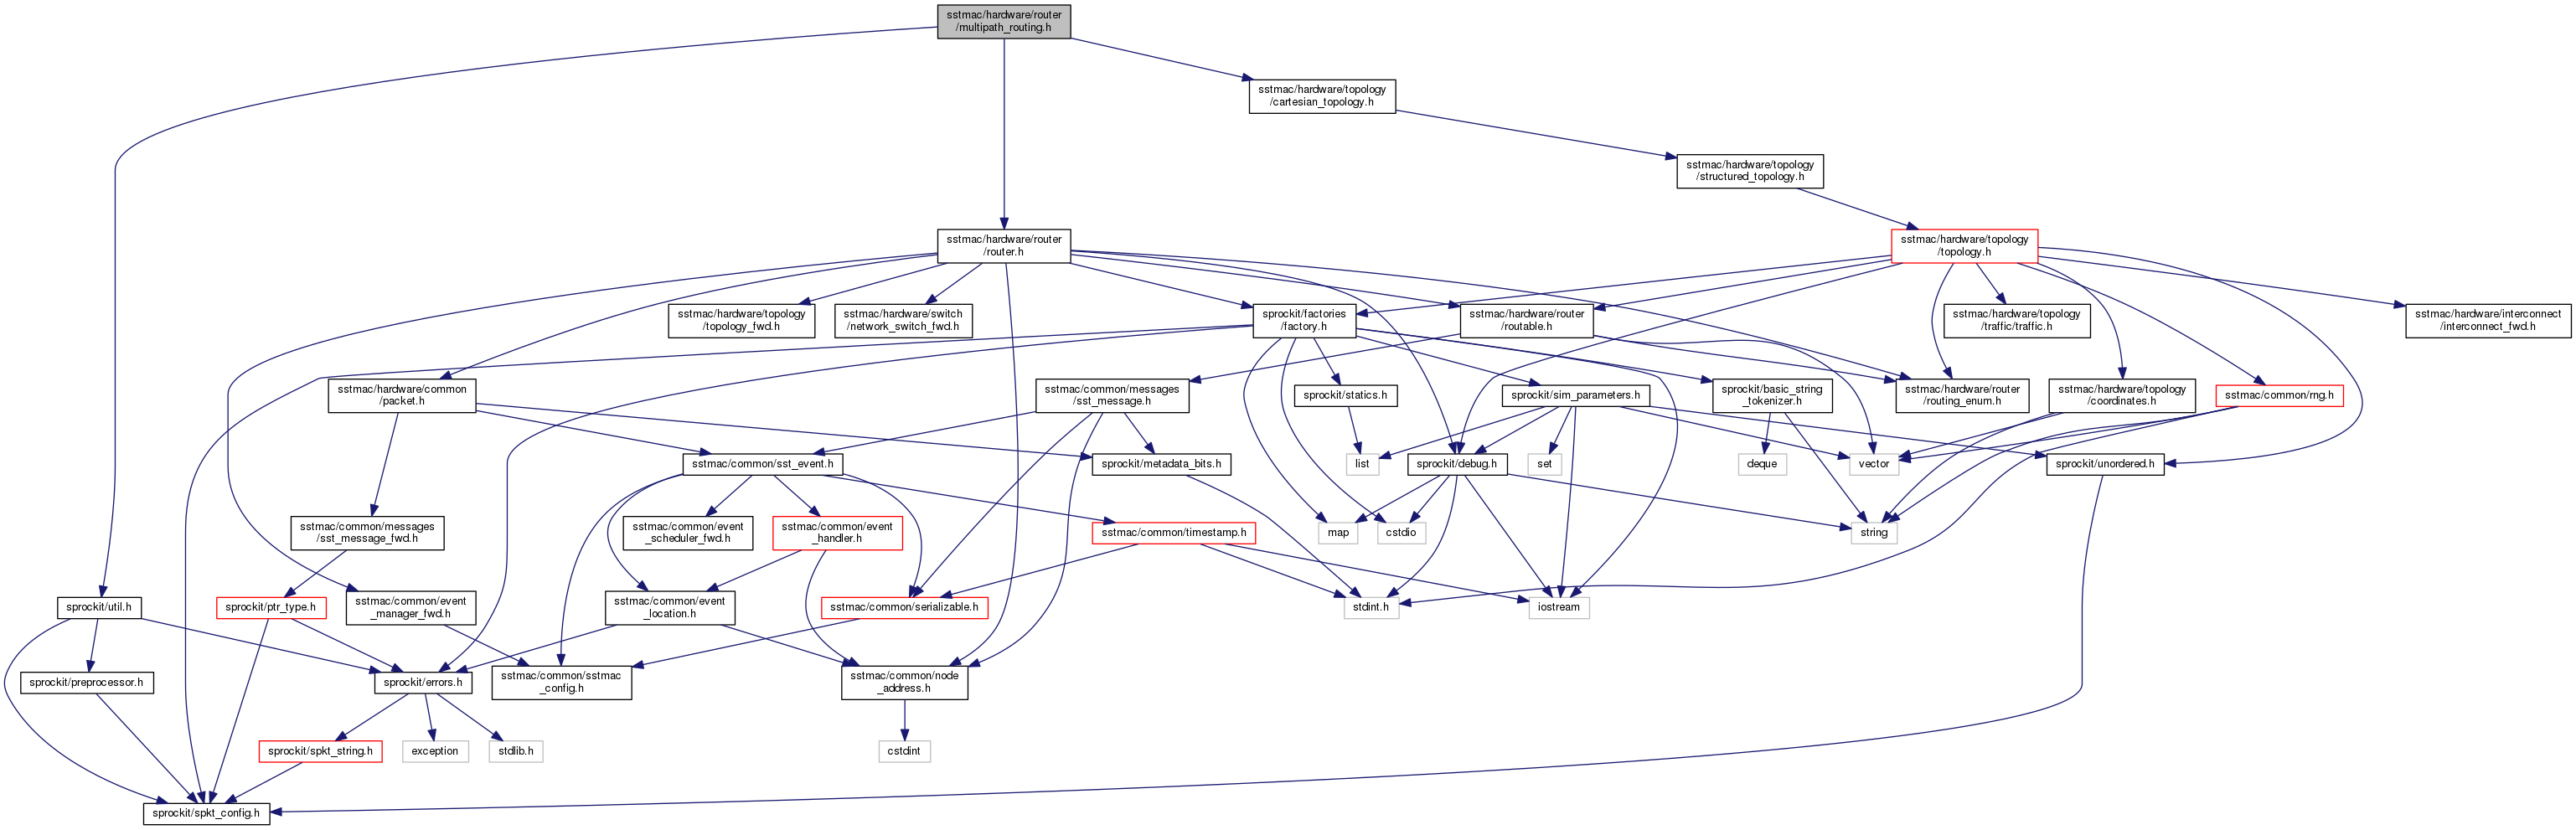 sstmac/hardware/router
/multipath_routing.h
sstmac/hardware/topology
/cartesian_topology.h
sstmac/hardware/topology
/structured_topology.h
sstmac/hardware/router
/router.h
sstmac/hardware/topology
/topology.h
sstmac/hardware/topology
/topology_fwd.h
sstmac/hardware/switch
/network_switch_fwd.h
sprockit/factories
/factory.h
sstmac/hardware/router
/routable.h
sstmac/hardware/topology
/traffic/traffic.h
sstmac/hardware/interconnect
/interconnect_fwd.h
sstmac/hardware/common
/packet.h
sstmac/common/messages
/sst_message.h
sprockit/statics.h
sprockit/sim_parameters.h
sprockit/basic_string
_tokenizer.h
sstmac/hardware/router
/routing_enum.h
sstmac/hardware/topology
/coordinates.h
sstmac/common/rng.h
sstmac/common/sst_event.h
sprockit/metadata_bits.h
list
sprockit/debug.h
set
deque
vector
sprockit/unordered.h
sstmac/common/messages
/sst_message_fwd.h
sstmac/common/event
_scheduler_fwd.h
sstmac/common/event
_handler.h
sstmac/common/timestamp.h
map
cstdio
string
sprockit/util.h
sprockit/ptr_type.h
sstmac/common/event
_manager_fwd.h
sstmac/common/event
_location.h
sstmac/common/serializable.h
stdint.h
iostream
sprockit/preprocessor.h
sprockit/errors.h
sstmac/common/sstmac
_config.h
sstmac/common/node
_address.h
sprockit/spkt_string.h
exception
stdlib.h
cstdint
sprockit/spkt_config.h